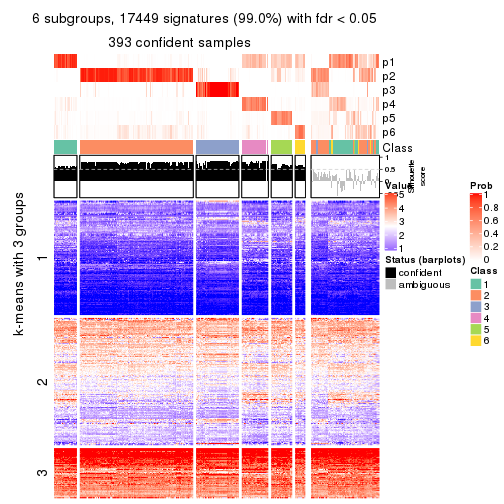 6 subgroups, 17449 signatures (99.0%) with fdr < 0.05
393 confident samples
p1
p2
p3
p4
p5
p6
Class
1
0.5
0
Silhouette
score
k-means with 3 groups
1
2
3
Value
5
4
3
2
1
Status (barplots)
confident
ambiguous
Prob
1
0.8
0.6
0.4
0.2
0
Class
1
2
3
4
5
6